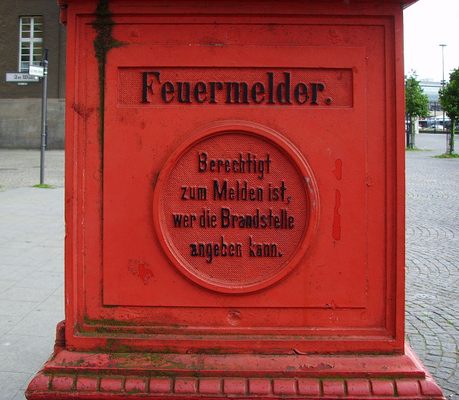 Feuermelder.
Berechtigt
zum Melden ist,
wer die Brandstelle
angeben kann.